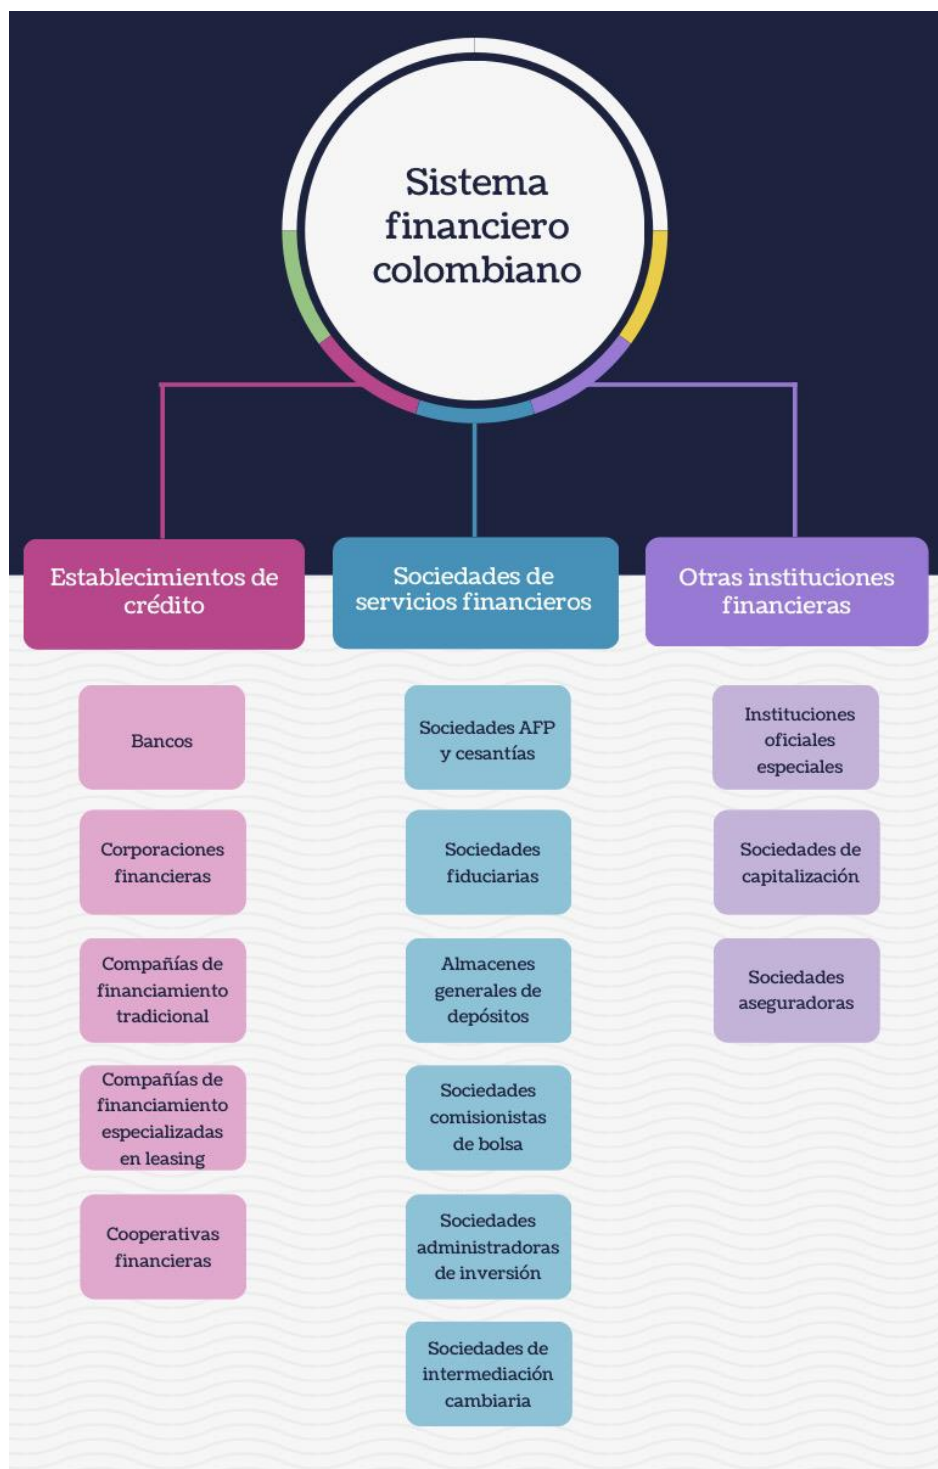 Sistema
financiero
colombiano
Establecimientos de
crédito
Sociedades de
servicios financieros
Otras instituciones
financieras
Bancos
Corporaciones
financieras
Compañías de
financiamiento
tradicional
Compañías de
financiamiento
especializadas
en leasing
Cooperativas
financieras
Sociedades AFP
y cesantías
Sociedades
fiduciarias
Almacenes
generales de
depósitos
Sociedades
comisionistas
de bolsa
Sociedades
administradoras
de inversión
Sociedades de
intermediación
cambiaria
Instituciones
oficiales
especiales
Sociedades de
capitalización
Sociedades
aseguradoras